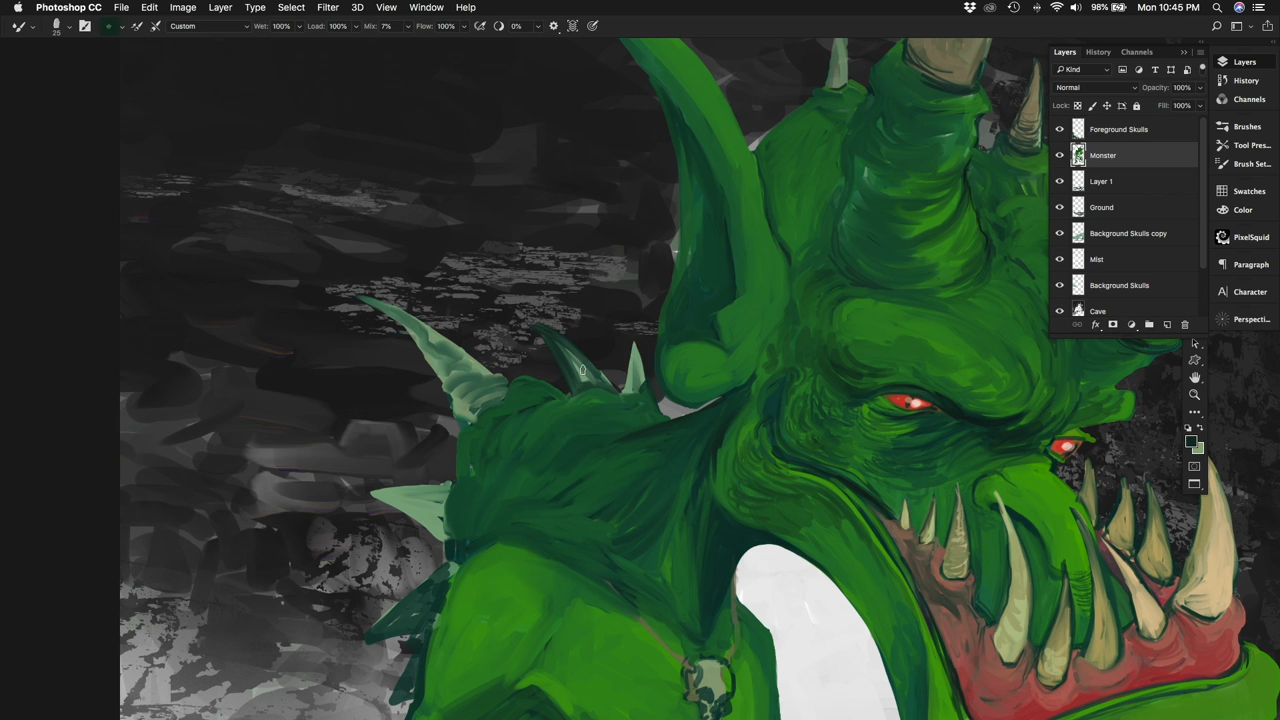 Photoshop CC File Edit Image Layer Type Select Filter 3D View Window Help 98% Mon 10:45 PM
25 Custom Wet: 100% Load: 100% Mix: 7% Flow: 100% 0%
Layers History Channels
Kind
Normal Opacity: 100%
Lock: Fill: 100%
Foreground Skulls
Monster
Layer 1
Ground
Background Skulls copy
Mist
Background Skulls
Cave
fx
Layers
History
Channels
Brushes
Tool Pres...
Brush Set...
Swatches
Color
PixelSquid
Paragraph
Character
Perspecti...